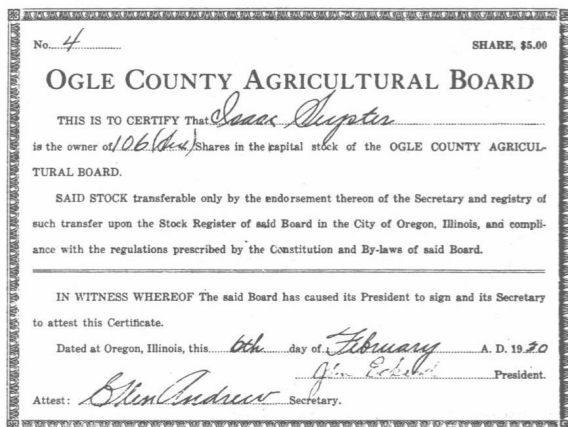 No. 4 SHARE, $5.00
OGLE COUNTY AGRICULTURAL BOARD
THIS IS TO CERTIFY That Isaac
is the owner of 106 (Six) Shares in the capital stock of the OGLE COUNTY AGRICUL-
TURAL BOARD.
SAID STOCK transferable only by the endorsement thereon of the Secretary and registry of
such transfer upon the Stock Register of said Board in the City of Oregon, Illinois, and compli-
ance with the regulations prescribed by the Constitution and By-laws of said Board.
IN WITNESS WHEREOF The said Board has caused its President to sign and its Secretary
to attest this Certificate.
Dated at Oregon, Illinois, this 6th day of February A. D. 1930
President.
Attest: Andrew Secretary.